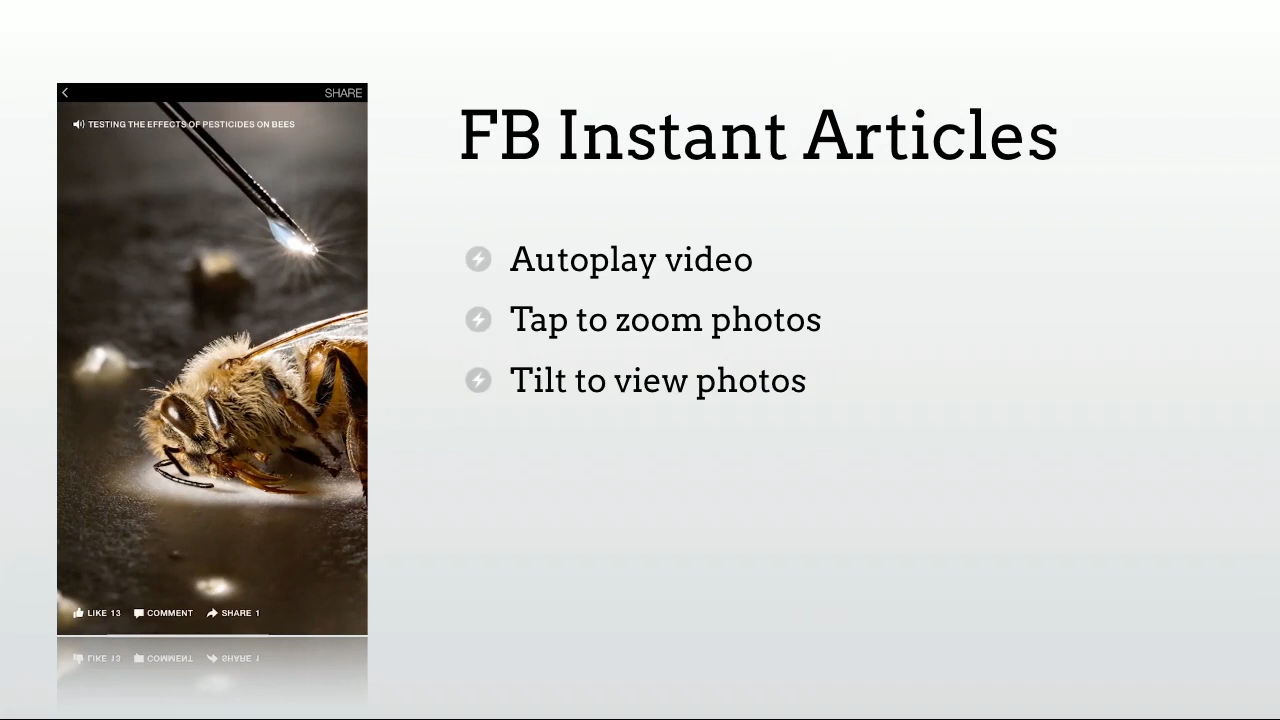 SHARE
TESTING THE EFFECTS OF PESTICIDES ON BEES
LIKE 13 COMMENT SHARE 1
FB Instant Articles
Autoplay video
Tap to zoom photos
Tilt to view photos